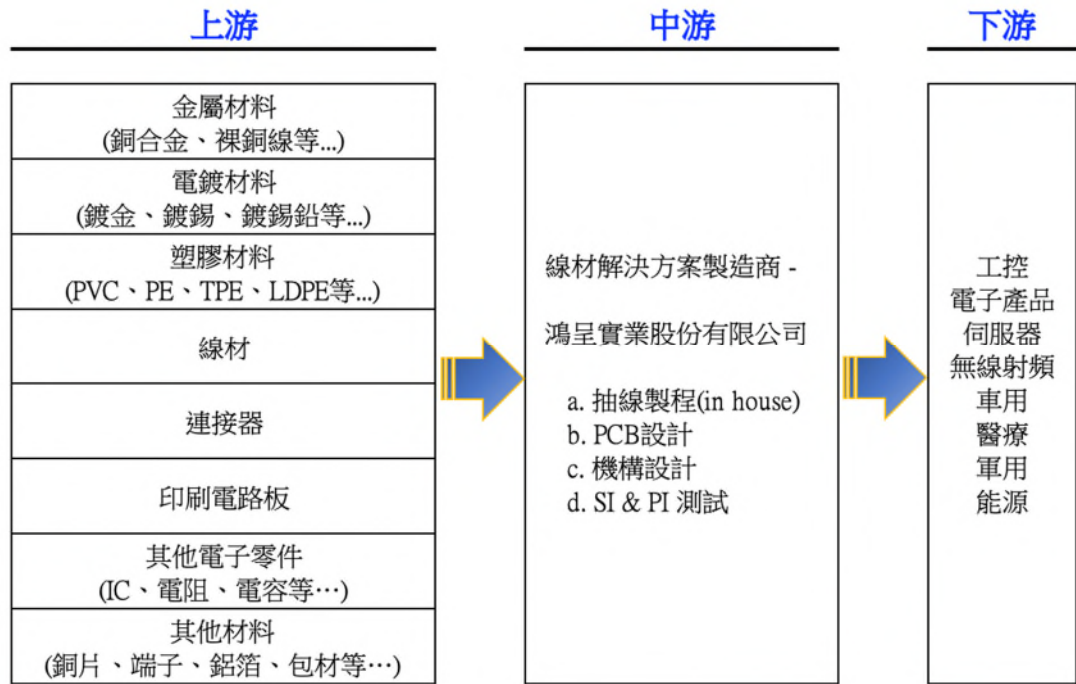 上游
金屬材料
(銅合金、裸銅線等...)
電鍍材料
(鍍金、鍍錫、鍍錫鉛等...)
塑膠材料
(PVC、PE、TPE、LDPE等...)
線材
連接器
印刷電路板
其他電子零件
(IC、電阻、電容等…)
其他材料
(銅片、端子、鋁箔、包材等…)
中游
線材解決方案製造商 -
鴻呈實業股份有限公司
a. 抽線製程(in house)
b. PCB設計
c. 機構設計
d. SI & PI 測試
下游
工控
電子產品
伺服器
無線射頻
車用
醫療
軍用
能源